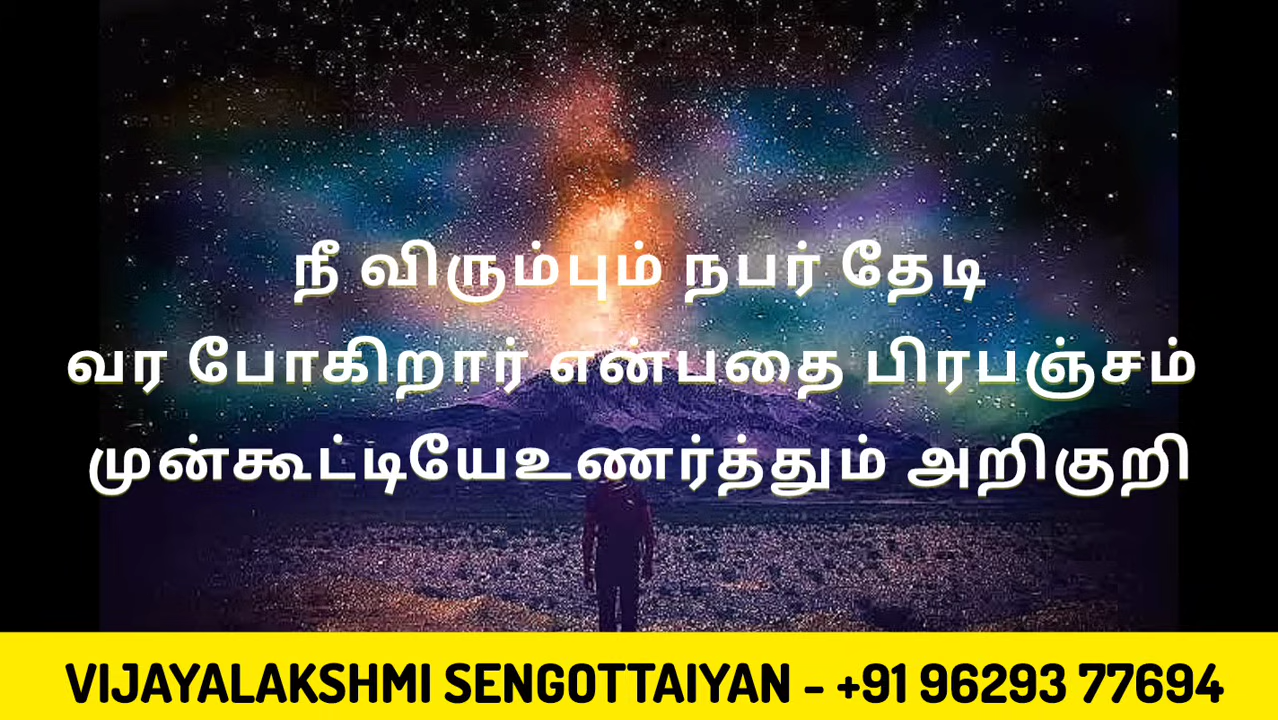 நீ விரும்பும் நபர் தேடி
வர போகிறார் என்பதை பிரபஞ்சம்
முன்கூட்டியேஉணர்த்தும் அறிகுறி
VIJAYALAKSHMI SENGOTTAIYAN - +91 96293 77694